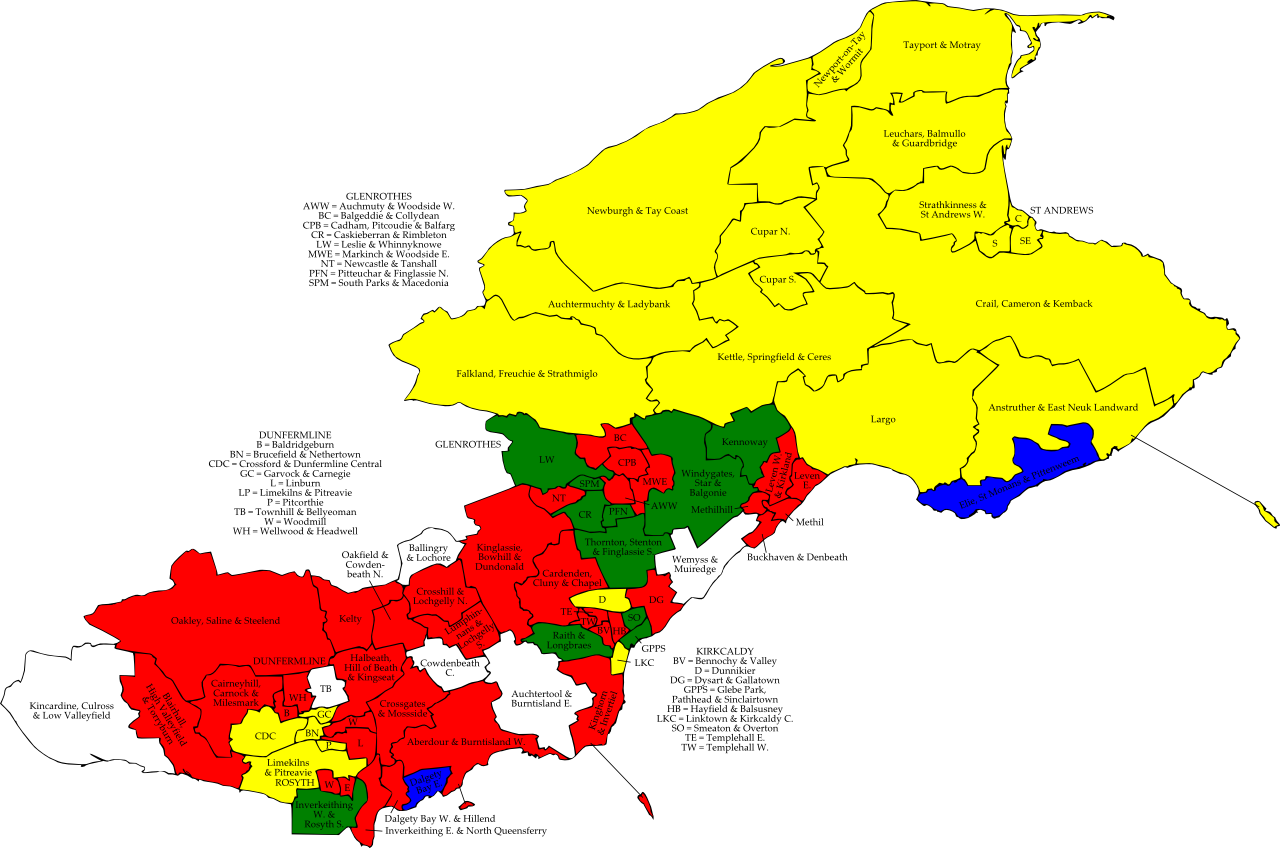 Newport-on-Tay
& Wormit
Tayport & Motray
Leuchars, Balmullo
& Guardbridge
GLENROTHES
AWW = Auchmuty & Woodside W.
BC = Balgeddie & Collydean
CPB = Cadham, Pitcoudie & Balfarg
CR = Caskieberran & Rimbleton
LW = Leslie & Whinnyknowe
MWE = Markinch & Woodside E.
NT = Newcastle & Tanshall
PFN = Pitteuchar & Finglassie N.
SPM = South Parks & Macedonia
Newburgh & Tay Coast
Strathkinness &
St Andrews W.
ST ANDREWS
C
S
SE
Cupar N.
Cupar S.
Auchtermuchty & Ladybank
Crail, Cameron & Kemback
Kettle, Springfield & Ceres
Falkland, Freuchie & Strathmiglo
Largo
Anstruther & East Neuk Landward
Elie, St Monans & Pittenweem
GLENROTHES
BC
LW
CPB
SPM
MWE
NT
AWW
CR
PFN
Kennoway
Windygates,
Star &
Balgonie
Leven W.
& Kirkland
Leven
E.
Methilhill
Methil
Buckhaven & Denbeath
Wemyss &
Muiredge
Thornton, Stenton
& Finglassie S.
DUNFERMLINE
B = Baldridgeburn
BN = Brucefield & Nethertown
CDC = Crossford & Dunfermline Central
GC = Garvock & Carnegie
L = Linburn
LP = Limekilns & Pitreavie
P = Pitcorthie
TB = Townhill & Bellyeoman
W = Woodmill
WH = Wellwood & Headwell
Oakfield &
Cowden-
beath N.
Ballingry
& Lochore
Kinglassie,
Bowhill &
Dundonald
Cardenden,
Cluny & Chapel
Crosshill &
Lochgelly N.
Lumphin-
nans &
Lochgelly
S.
D
DG
TE
TW
BV
HB
SO
GPPS
LKC
Raith &
Longbraes
KIRKCALDY
BV = Bennochy & Valley
D = Dunnikier
DG = Dysart & Gallatown
GPPS = Glebe Park,
Pathhead & Sinclairtown
HB = Hayfield & Balsusney
LKC = Linktown & Kirkcaldy C.
SO = Smeaton & Overton
TE = Templehall E.
TW = Templehall W.
Oakley, Saline & Steelend
Kelty
DUNFERMLINE
Halbeath,
Hill of Beath
& Kingseat
Cowdenbeath
C.
Auchtertool &
Burntisland E.
Kinghorn
& Invertiel
Kincardine, Culross
& Low Valleyfield
Blairhall,
High Valleyfield
& Torryburn
Cairneyhill,
Carnock &
Milesmark
WH
TB
B
GC
CDC
BN
W
P
L
Crossgates
& Mossside
Aberdour & Burntisland W.
Limekilns
& Pitreavie
ROSYTH
W
E
Dalgety
Bay E.
Inverkeithing
W. &
Rosyth S.
Dalgety Bay W. & Hillend
Inverkeithing E. & North Queensferry